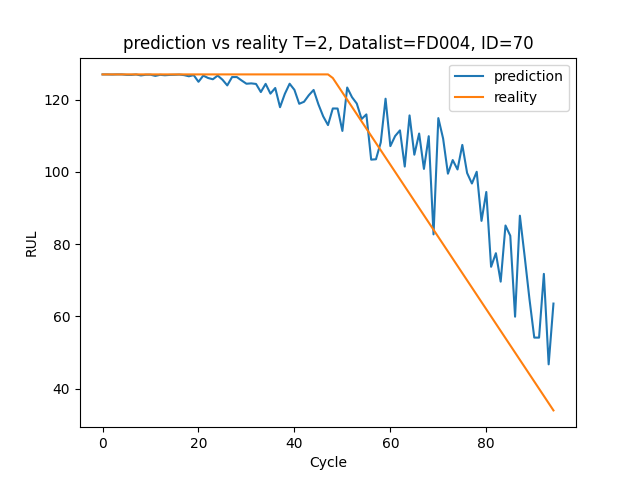 prediction vs reality T=2, Datalist=FD004, ID=70
prediction
reality
RUL
120
100
80
60
40
0 20 40 60 80
Cycle